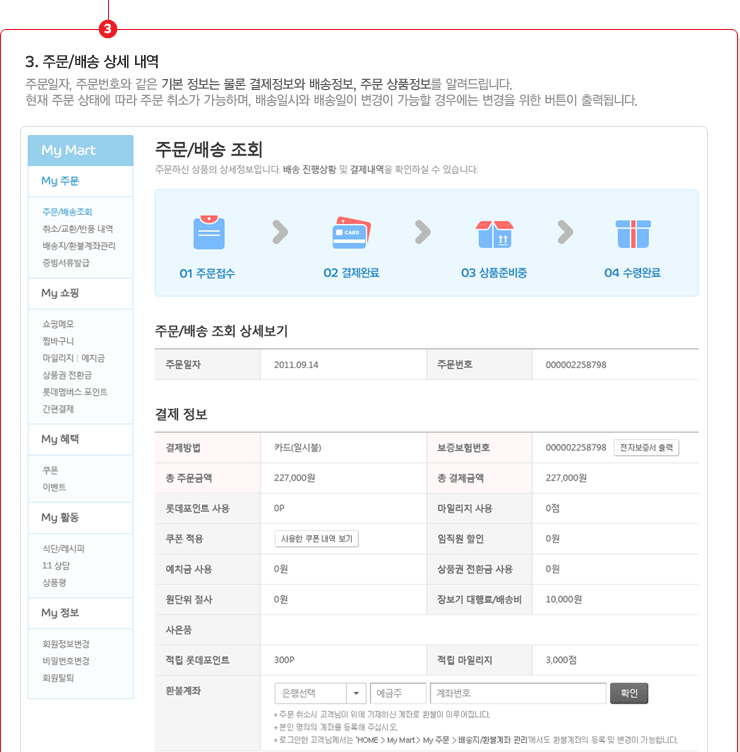 3
3. 주문/배송 상세 내역
주문일자, 주문번호와 같은 기본 정보는 물론 결제정보와 배송정보, 주문 상품정보를 알려드립니다.
현재 주문 상태에 따라 주문 취소가 가능하며, 배송일시와 배송일이 변경이 가능할 경우에는 변경을 위한 버튼이 출력됩니다.
My Mart
My 주문
주문/배송조회
취소/교환/반품 내역
배송지/환불계좌관리
증빙서류발급
My 쇼핑
쇼핑메모
찜바구니
마일리지 | 예치금
상품권 전환금
롯데멤버스 포인트
간편결제
My 혜택
쿠폰
이벤트
My 활동
식단/레시피
1:1 상담
상품평
My 정보
회원정보변경
비밀번호변경
회원탈퇴
주문/배송 조회
주문하신 상품의 상세정보입니다. 배송 진행상황 및 결제내역을 확인하실 수 있습니다.
CARD
01 주문접수 02 결제완료 03 상품준비중 04 수령완료
주문/배송 조회 상세보기
주문일자 2011.09.14 주문번호 000002258798
결제 정보
결제방법 카드(일시불) 보증보험번호 000002258798 전자보증서 출력
총 주문금액 227,000원 총 결제금액 227,000원
롯데포인트 사용 0P 마일리지 사용 0점
쿠폰 적용 사용한 쿠폰 내역 보기 임직원 할인 0원
예치금 사용 0원 상품권 전환금 사용 0원
원단위 절사 0원 장보기 대행료/배송비 10,000원
사은품
적립 롯데포인트 300P 적립 마일리지 3,000점
환불계좌 은행선택 예금주 계좌번호 확인
* 주문 취소시 고객님이 위에 기재하신 계좌로 환불이 이루어집니다.
* 본인 명의의 계좌를 등록해 주십시오.
* 로그인한 고객님께서는 'HOME > My Mart > My 주문 > 배송지/환불계좌 관리'에서도 환불계좌의 등록 및 변경이 가능합니다.